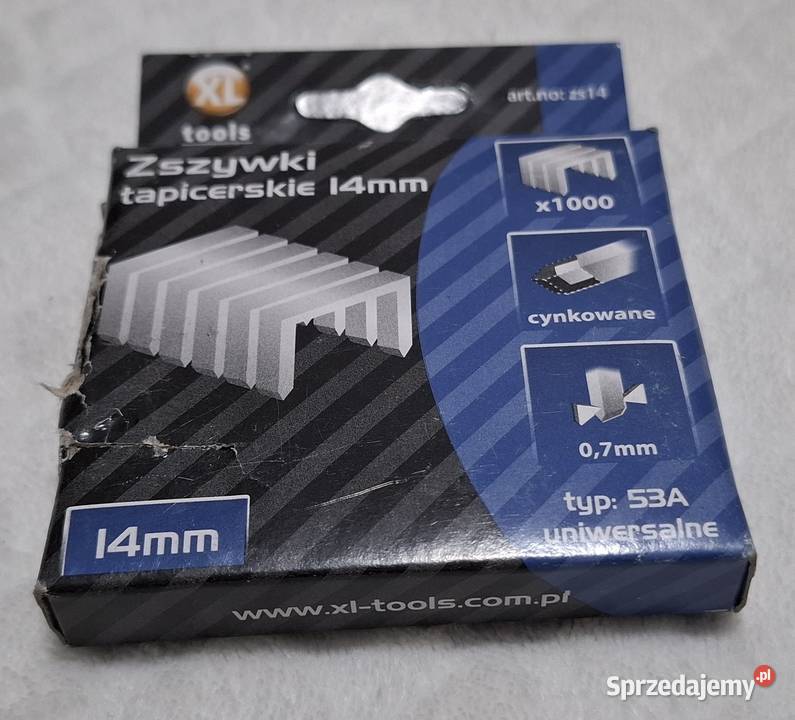 XL
tools
art.no: zs14
Zszywki
tapicerskie 14mm
x1000
cynkowane
0,7mm
typ: 53A
uniwersalne
14mm
www.xl-tools.com.pl
Sprzedajemy.pl